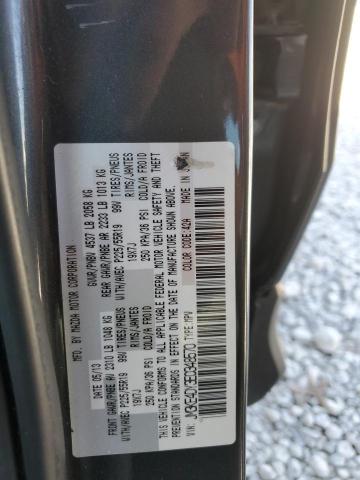 MFD. BY MAZDA MOTOR CORPORATION
DATE: 05/13 GVWR/PNBV 4537 LB 2058 KG
FRONT GAWR/PNBE AV 2310 LB 1048 KG REAR GAWR/PNBE AR 2233 LB 1013 KG
WITH/AVEC P225/55R19 99V TIRES/PNEUS WITH/AVEC P225/55R19 99V TIRES/PNEUS
19X7J RIMS/JANTES 19X7J RIMS/JANTES
250 KPA/36 PSI COLD/A FROID 250 KPA/36 PSI COLD/A FROID
THIS VEHICLE CONFORMS TO ALL APPLICABLE FEDERAL MOTOR VEHICLE SAFETY AND THEFT
PREVENTION STANDARDS IN EFFECT ON THE DATE OF MANUFACTURE SHOWN ABOVE.
VIN: TYPE: MPV COLOR CODE: 42A MADE IN JAPAN